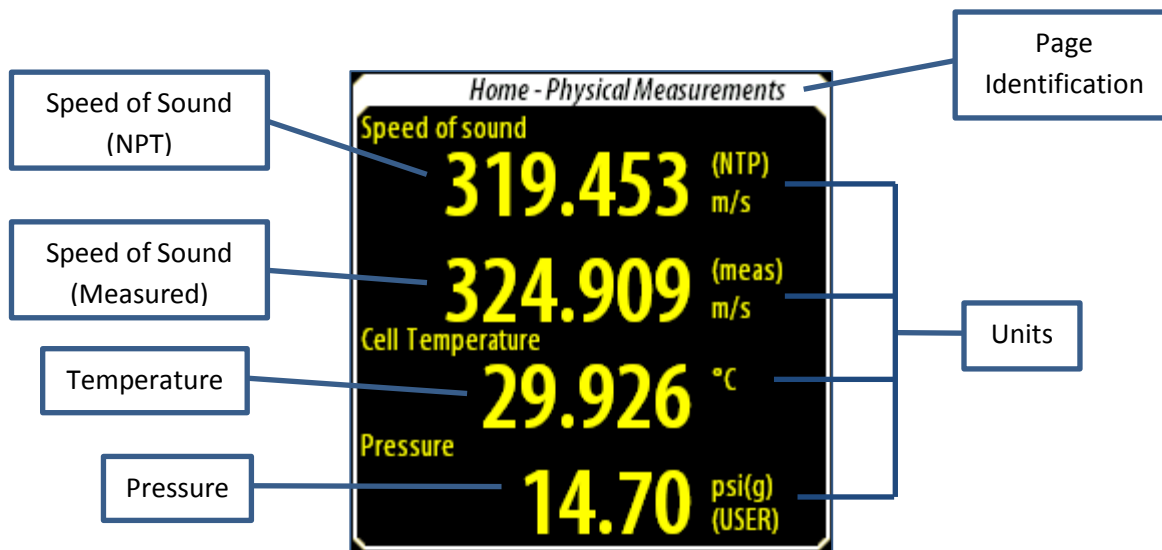 Page
Identification
Home - Physical Measurements
Speed of Sound
(NPT)
Speed of sound
319.453 (NTP)
m/s
Speed of Sound
(Measured)
324.909 (meas)
m/s
Units
Cell Temperature
Temperature
29.926 °C
Pressure
Pressure
14.70 psi(g)
(USER)